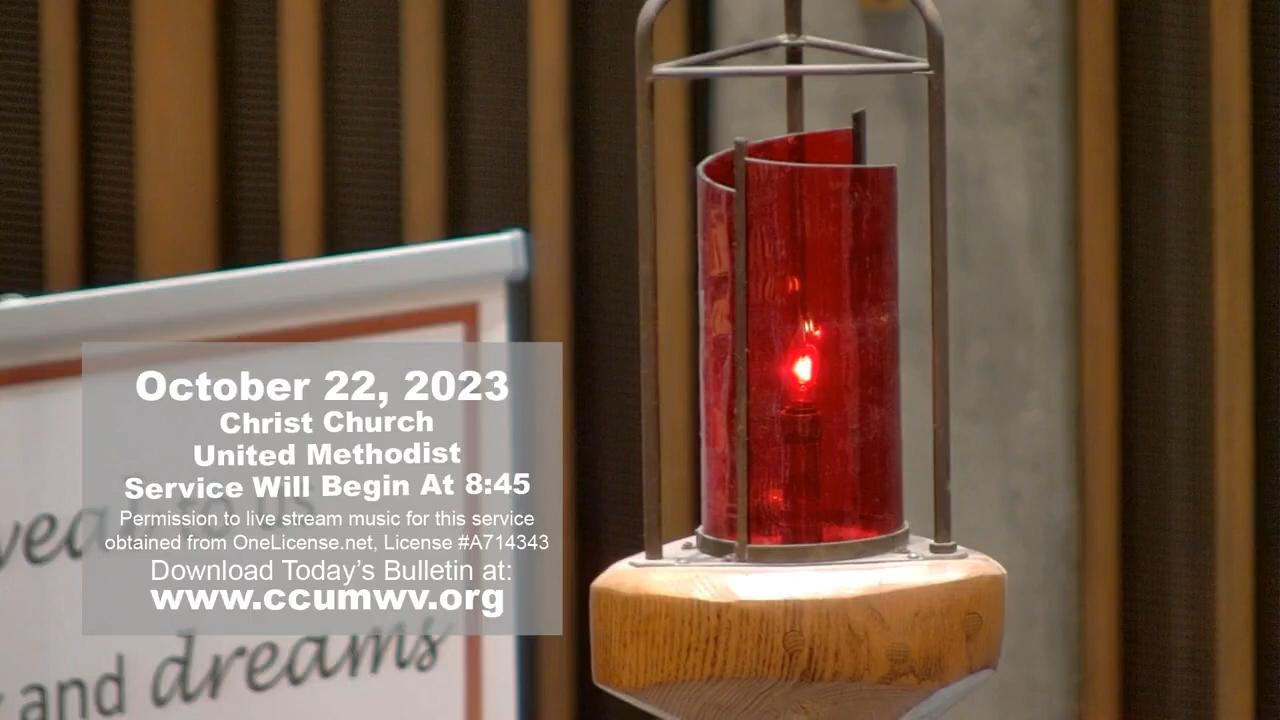 October 22, 2023
Christ Church
United Methodist
Service Will Begin At 8:45
Permission to live stream music for this service
obtained from OneLicense.net, License #A714343
Download Today's Bulletin at:
www.ccumwv.org
and dreams